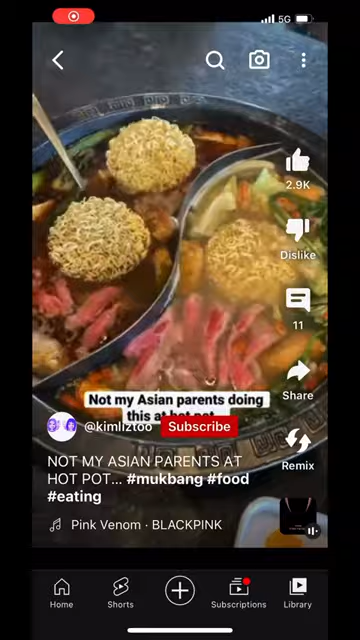 5G
2.9K
Dislike
11
Share
Not my Asian parents doing
this at hot pot
@kimliztoo
Subscribe
Remix
NOT MY ASIAN PARENTS AT
HOT POT... #mukbang #food
#eating
Pink Venom · BLACKPINK
Home
Shorts
Subscriptions
Library